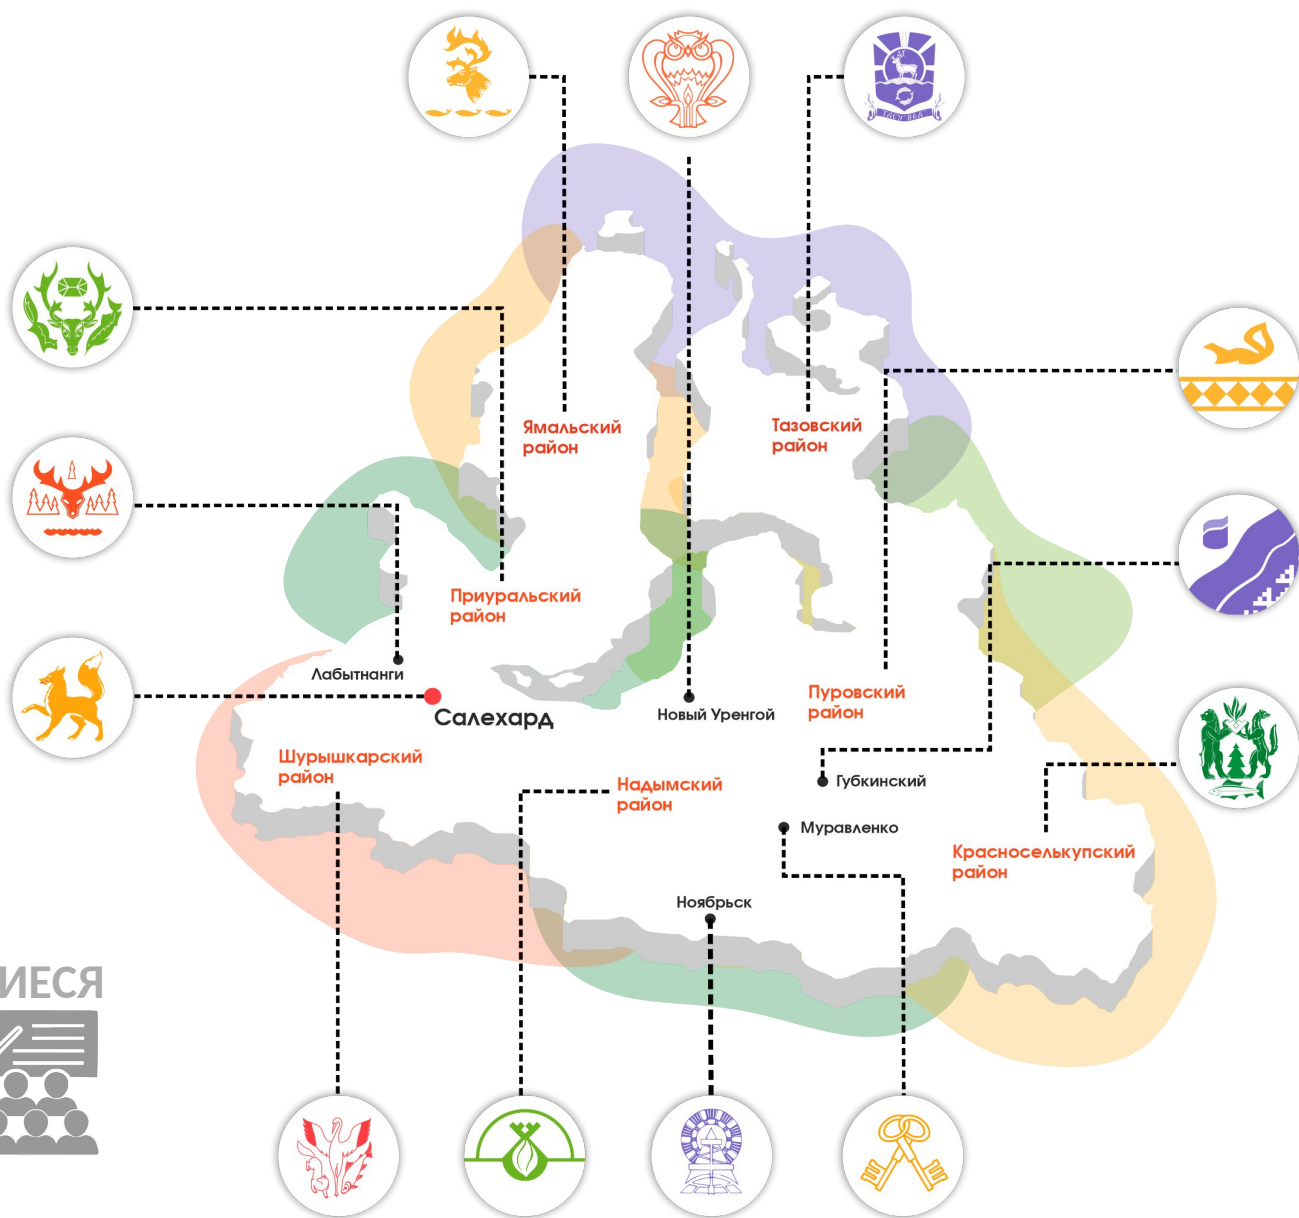 Ямальский
район
Тазовский
район
Приуральский
район
Лабытнанги
Салехард
Новый Уренгой
Пуровский
район
Шурышкарский
район
Надымский
район
Губкинский
Муравленко
Красноселькупский
район
Ноябрьск
ИЕСЯ